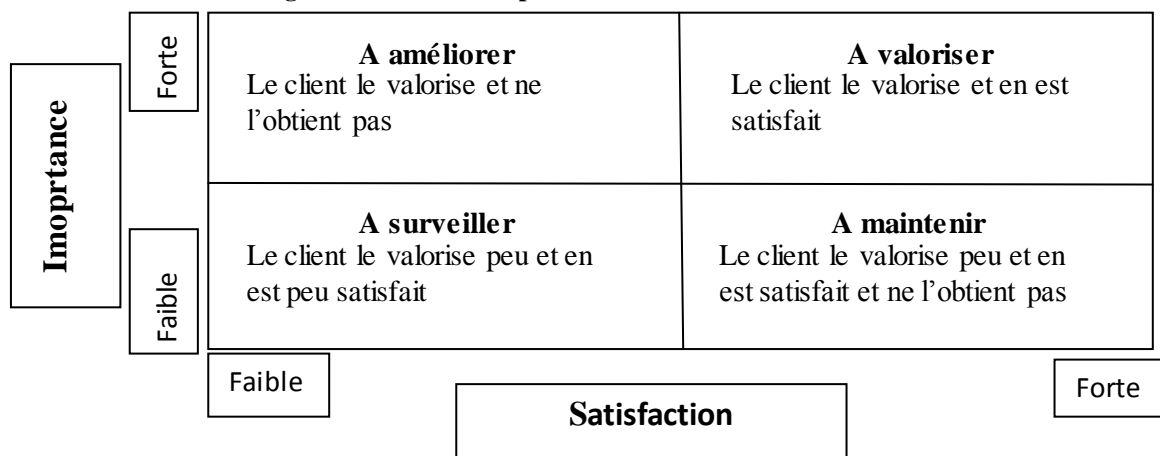 Forte
A améliorer
Le client le valorise et ne
l'obtient pas
A valoriser
Le client le valorise et en est
satisfait
Imoprtance
Faible
A surveiller
Le client le valorise peu et en
est peu satisfait
A maintenir
Le client le valorise peu et en
est satisfait et ne l'obtient pas
Faible
Satisfaction
Forte